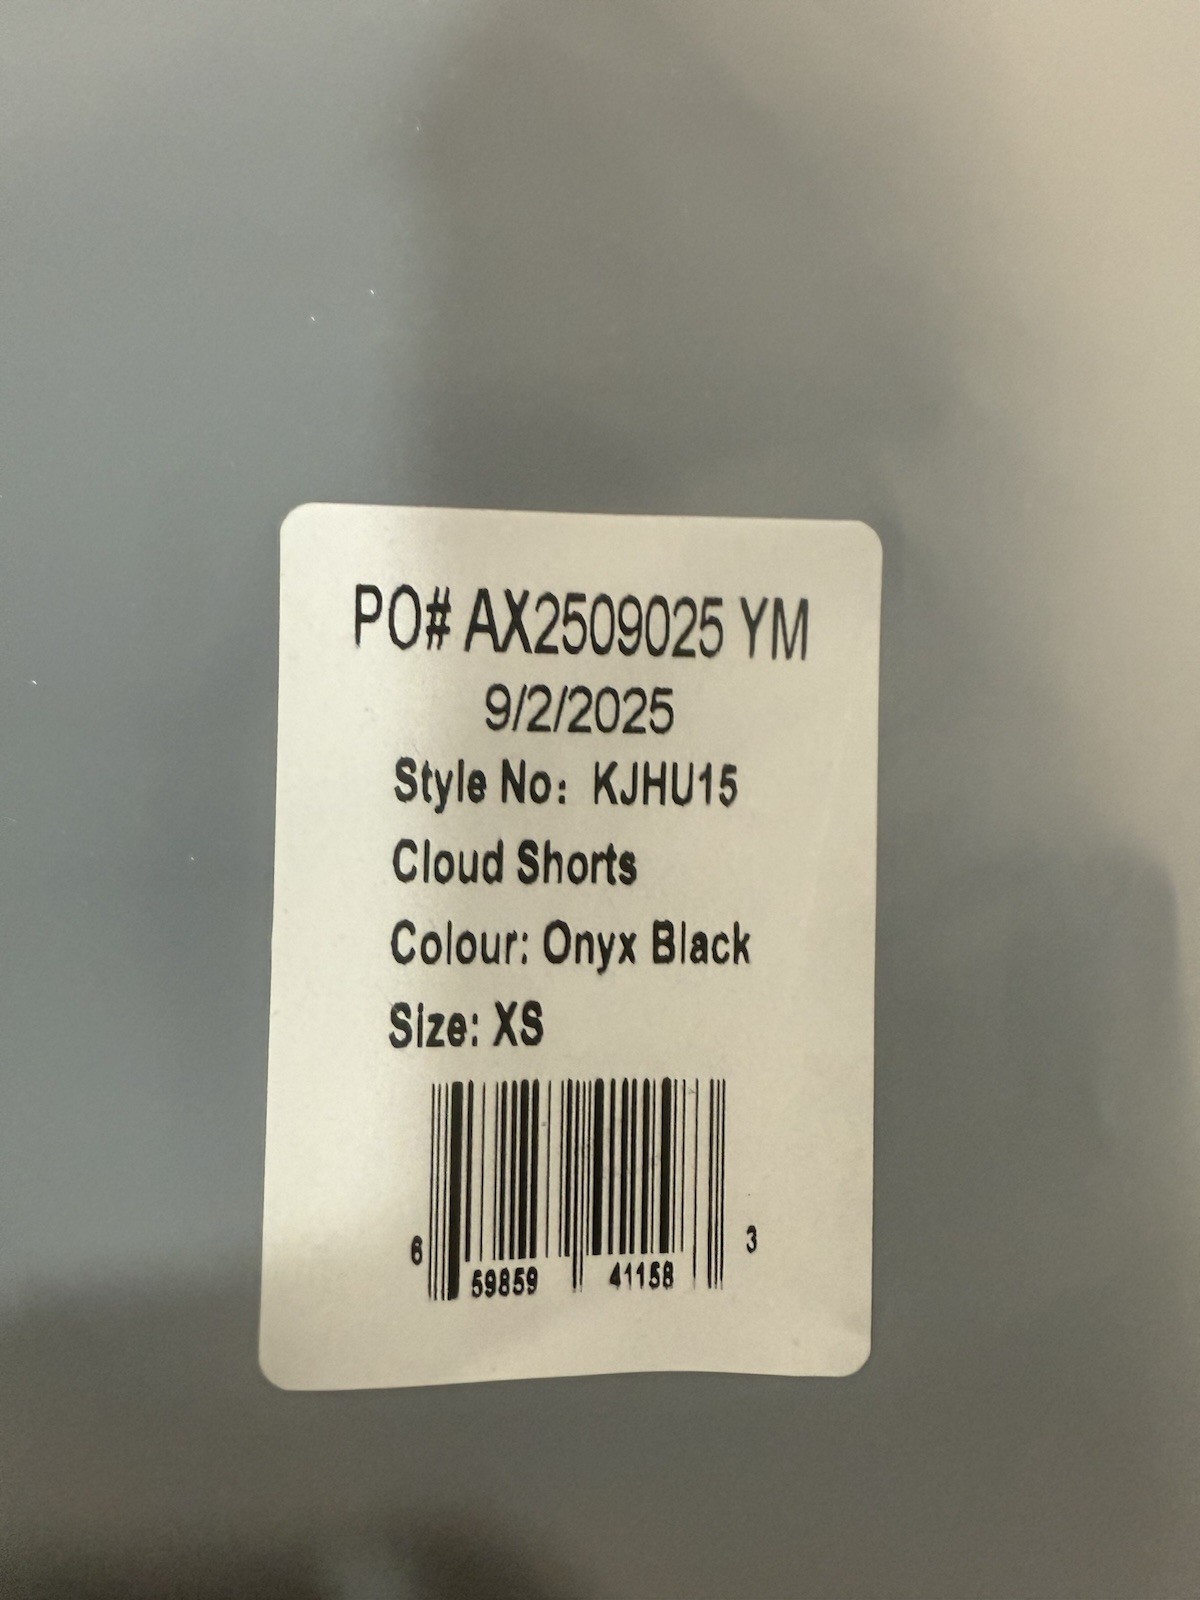 PO# AX2509025 YM
9/2/2025
Style No: KJHU15
Cloud Shorts
Colour: Onyx Black
Size: XS
6 59859 41158 3